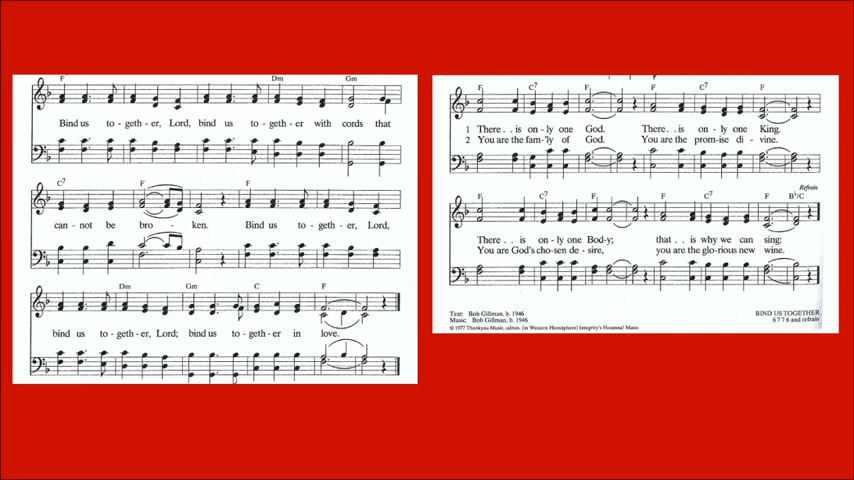 F Dm Gm
Bind us to - geth - er, Lord, bind us to - geth - er with cords that
C7 F
can - not be bro - ken. Bind us to - geth - er, Lord,
Dm Gm C F
bind us to - geth - er, Lord; bind us to - geth - er in love.
F C7 F F C7 F
1 There . . is on - ly one God. There . . is on - ly one King.
2 You are the fam-'ly of God. You are the prom - ise di - vine.
Refrain
F C7 F F C7 F B♭/C
There . . is on - ly one Bod - y; that . . is why we can sing:
You are God's cho - sen de - sire, you are the glo - rious new wine.
Text: Bob Gillman, b. 1946
Music: Bob Gillman, b. 1946
© 1977 Thankyou Music, admin. (in Western Hemisphere) Integrity's Hosanna! Music
BIND US TOGETHER
6 7 7 6 and refrain